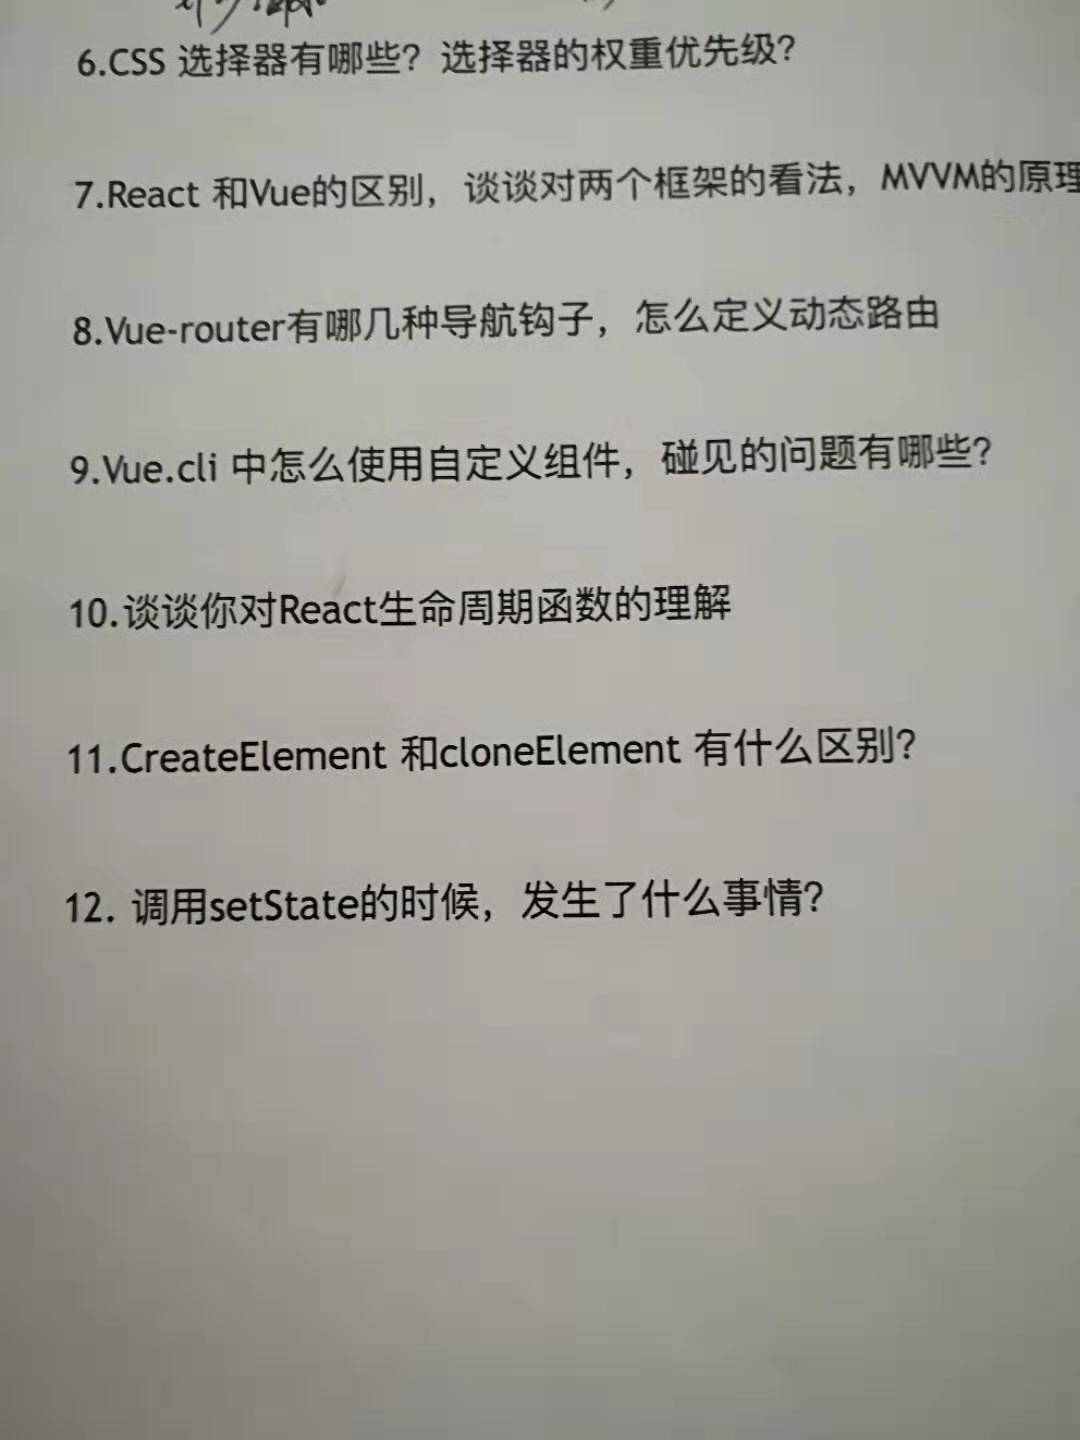 6.CSS 选择器有哪些？选择器的权重优先级？
7.React 和Vue的区别，谈谈对两个框架的看法，MVVM的原理
8.Vue-router有哪几种导航钩子，怎么定义动态路由
9.Vue.cli 中怎么使用自定义组件，碰见的问题有哪些？
10.谈谈你对React生命周期函数的理解
11.CreateElement 和cloneElement 有什么区别？
12. 调用setState的时候，发生了什么事情？